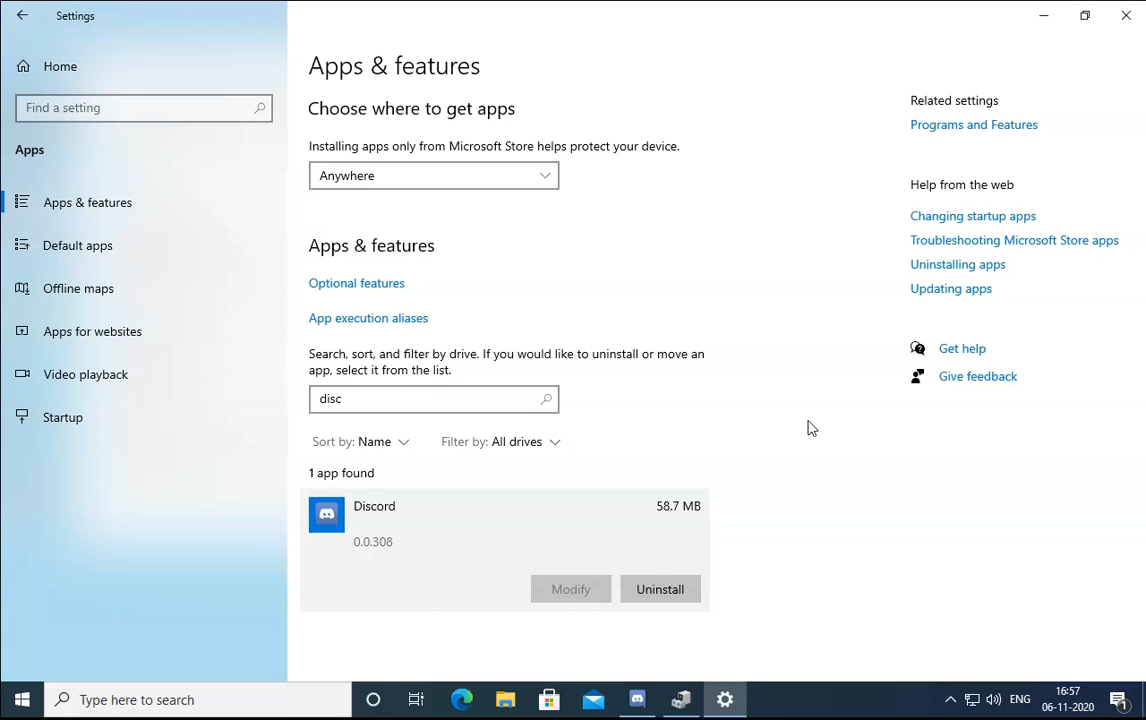 Settings
Home
Find a setting
Apps
Apps & features
Default apps
Offline maps
Apps for websites
Video playback
Startup
Apps & features
Choose where to get apps
Installing apps only from Microsoft Store helps protect your device.
Anywhere
Apps & features
Optional features
App execution aliases
Search, sort, and filter by drive. If you would like to uninstall or move an
app, select it from the list.
disc
Sort by: Name Filter by: All drives
1 app found
Discord 58.7 MB
0.0.308
Modify Uninstall
Related settings
Programs and Features
Help from the web
Changing startup apps
Troubleshooting Microsoft Store apps
Uninstalling apps
Updating apps
Get help
Give feedback
Type here to search
ENG
16:57
06-11-2020
1